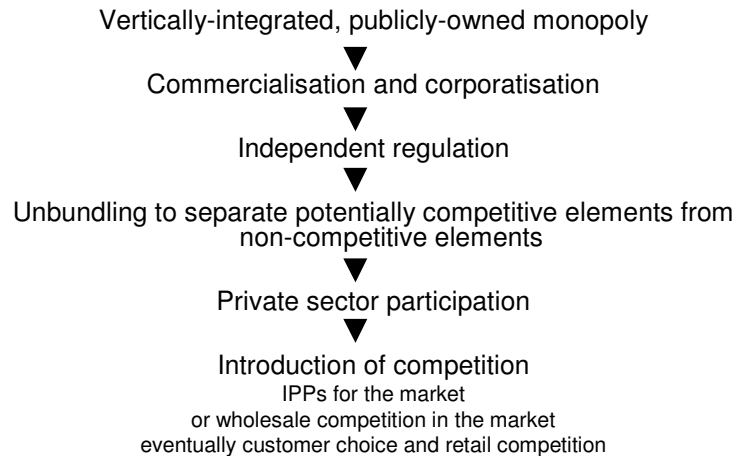 Vertically-integrated, publicly-owned monopoly
Commercialisation and corporatisation
Independent regulation
Unbundling to separate potentially competitive elements from
non-competitive elements
Private sector participation
Introduction of competition
IPPs for the market
or wholesale competition in the market
eventually customer choice and retail competition